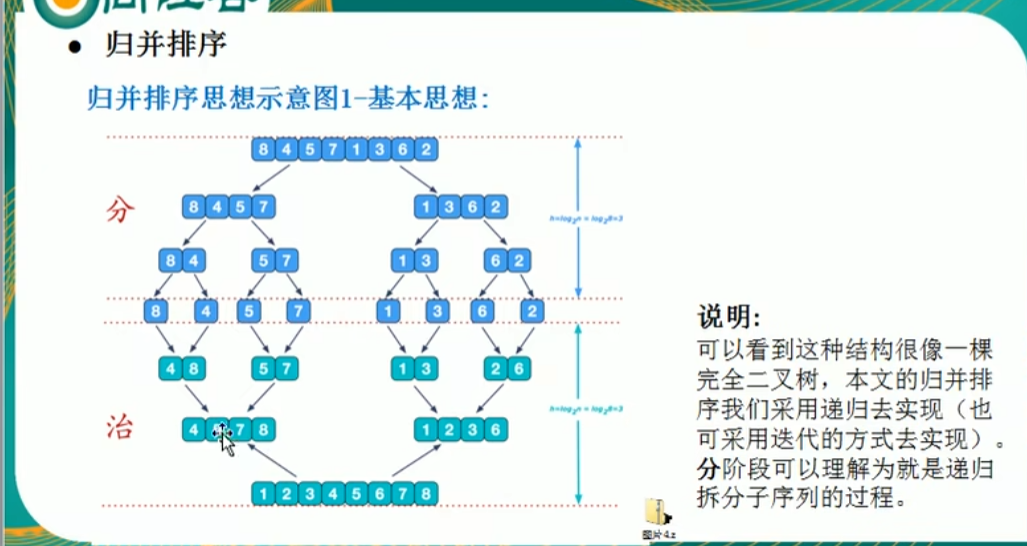 ● 归并排序
归并排序思想示意图1-基本思想:
8 4 5 7 1 3 6 2
分
8 4 5 7 1 3 6 2
h=log₂n = log₂8=3
8 4 5 7 1 3 6 2
8 4 5 7 1 3 6 2
4 8 5 7 1 3 2 6
h=log₂n = log₂8=3
治
4 7 8 1 2 3 6
1 2 3 4 5 6 7 8
说明:
可以看到这种结构很像一棵
完全二叉树，本文的归并排
序我们采用递归去实现（也
可采用迭代的方式去实现）。
分阶段可以理解为就是递归
拆分子序列的过程。
图片4.z